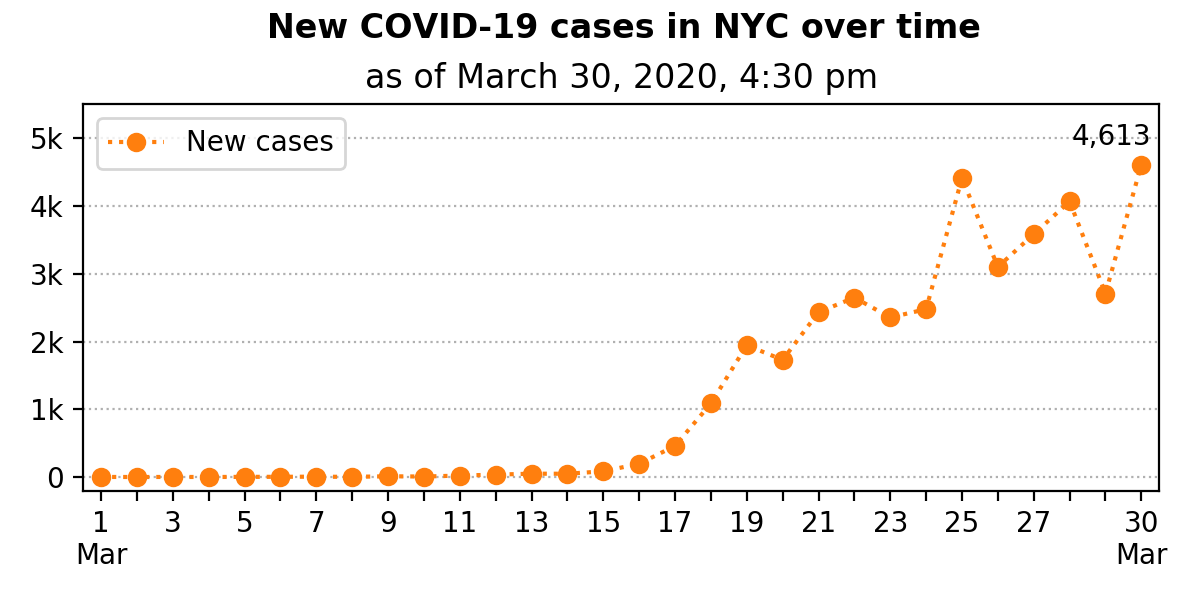 New COVID-19 cases in NYC over time
as of March 30, 2020, 4:30 pm
New cases
4,613
5k
4k
3k
2k
1k
0
1 3 5 7 9 11 13 15 17 19 21 23 25 27 30
Mar Mar